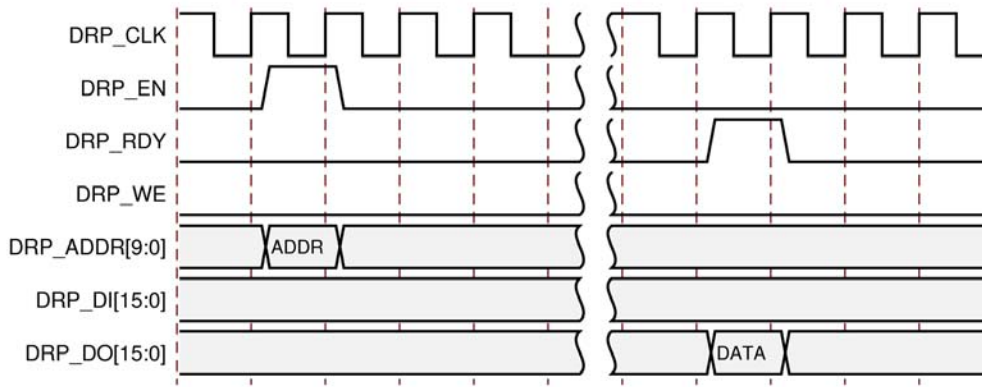 DRP_CLK
DRP_EN
DRP_RDY
DRP_WE
DRP_ADDR[9:0] ADDR
DRP_DI[15:0]
DRP_DO[15:0] DATA